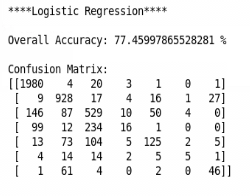 ****Logistic Regression****
Overall Accuracy: 77.45997865528281 %
Confusion Matrix:
[[1980 4 20 3 1 0 1]
[ 9 928 17 4 16 1 27]
[ 146 87 529 10 50 4 0]
[ 99 12 234 16 1 0 0]
[ 13 73 104 5 125 2 5]
[ 4 14 14 2 5 5 1]
[ 1 61 4 0 2 0 46]]